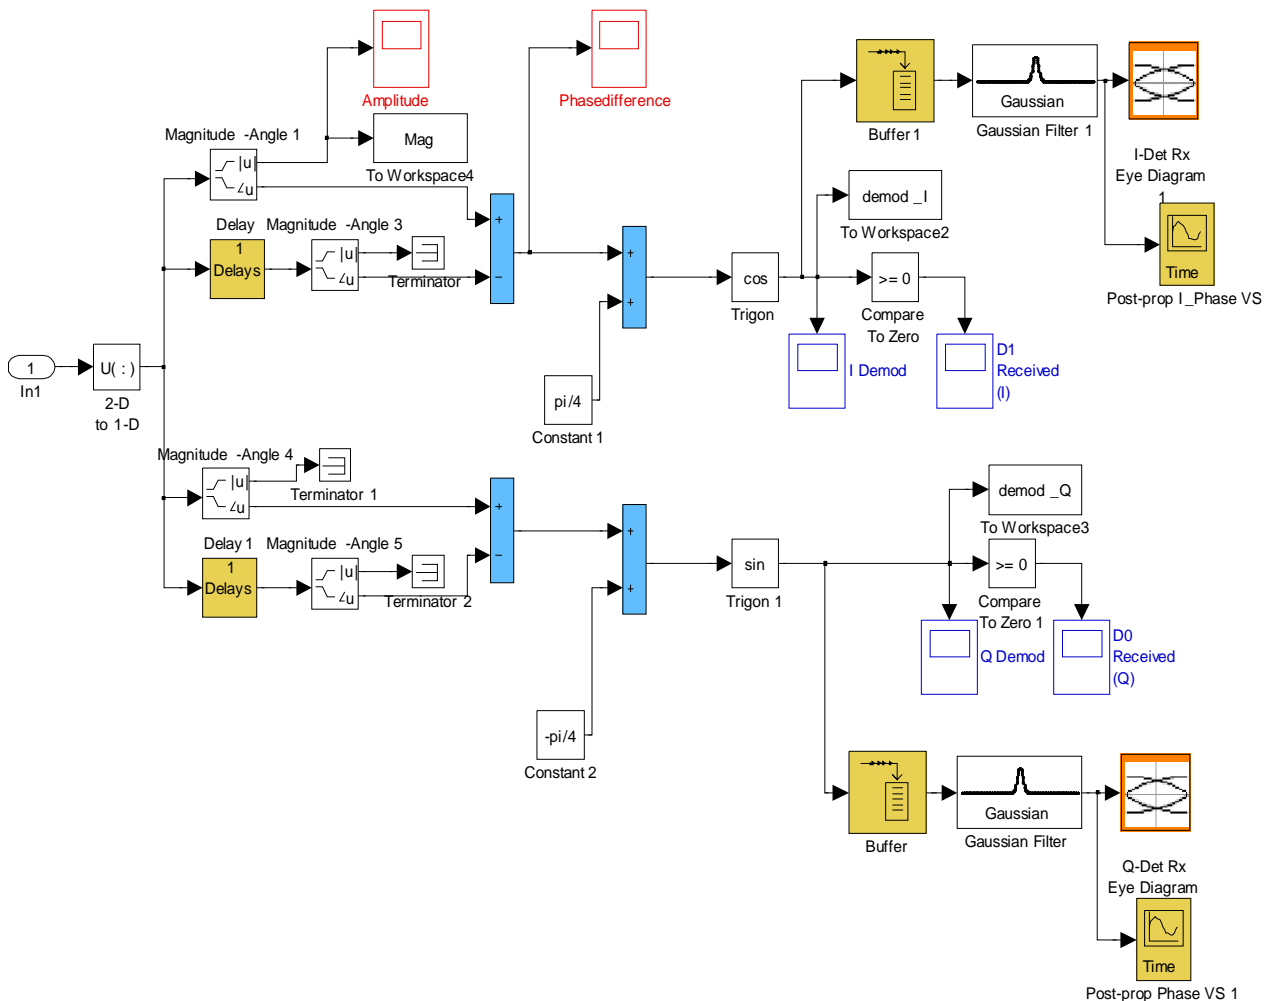 Amplitude
Phasedifference
Magnitude -Angle 1
|u|
∠u
Mag
To Workspace4
Gaussian
Buffer 1
Gaussian Filter 1
I-Det Rx
Eye Diagram
1
Time
Post-prop I_Phase VS
Delay
1
Delays
Magnitude -Angle 3
|u|
∠u
Terminator
+
−
+
+
cos
Trigon
demod _I
To Workspace2
>= 0
Compare
To Zero
I Demod
D1
Received
(I)
1
In1
U( : )
2-D
to 1-D
pi/4
Constant 1
Magnitude -Angle 4
|u|
∠u
Terminator 1
Delay 1
1
Delays
Magnitude -Angle 5
|u|
∠u
Terminator 2
+
−
+
+
sin
Trigon 1
demod _Q
To Workspace3
>= 0
Compare
To Zero 1
Q Demod
D0
Received
(Q)
-pi/4
Constant 2
Buffer
Gaussian
Gaussian Filter
Q-Det Rx
Eye Diagram
Time
Post-prop Phase VS 1